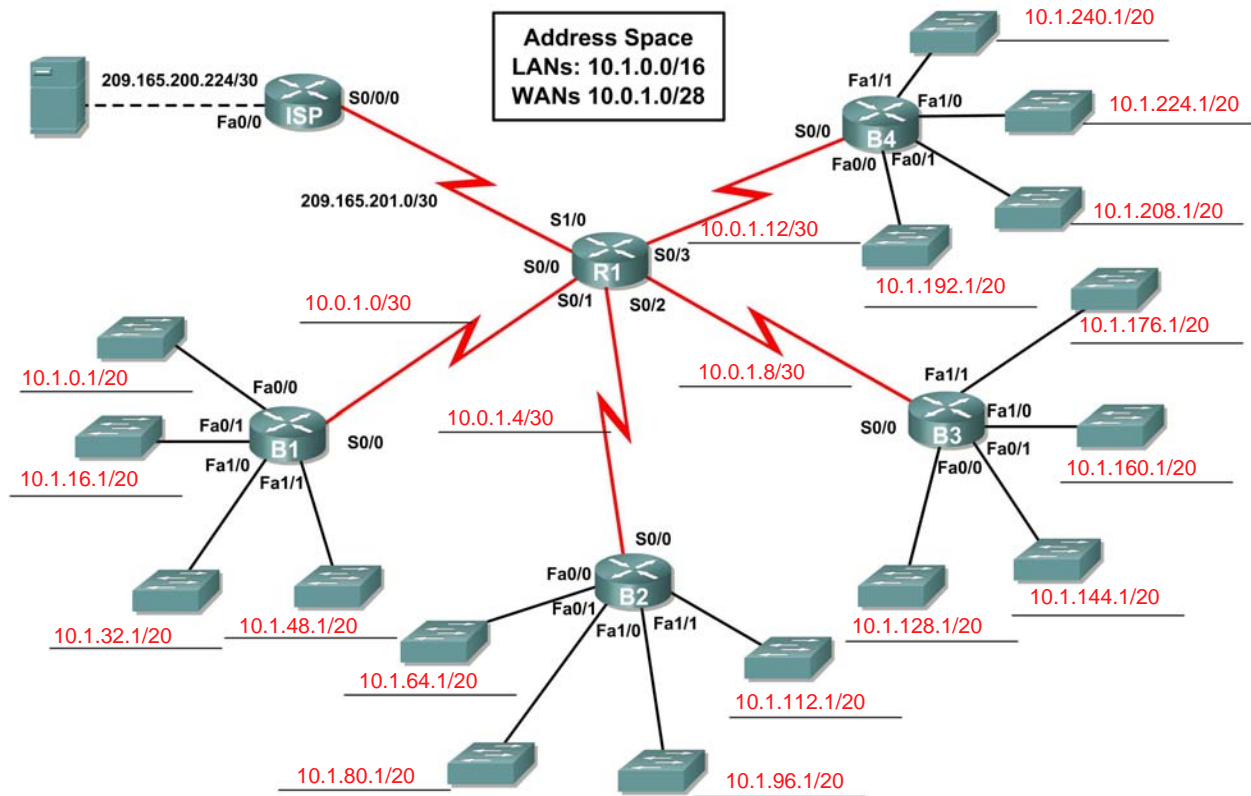 10.1.240.1/20
Address Space
LANs: 10.1.0.0/16
WANs 10.0.1.0/28
209.165.200.224/30
S0/0/0
ISP
Fa0/0
Fa1/1
Fa1/0
10.1.224.1/20
S0/0
B4
Fa0/0
Fa0/1
209.165.201.0/30
10.1.208.1/20
S1/0
10.0.1.12/30
S0/0
R1
S0/3
S0/1
S0/2
10.1.192.1/20
10.0.1.0/30
10.1.176.1/20
10.0.1.8/30
10.1.0.1/20
Fa0/0
Fa1/1
Fa0/1
10.0.1.4/30
Fa1/0
S0/0
B3
B1
S0/0
Fa0/1
Fa0/0
10.1.160.1/20
Fa1/0
10.1.16.1/20
Fa1/1
S0/0
Fa0/0
B2
Fa0/1
Fa1/0
Fa1/1
10.1.144.1/20
10.1.128.1/20
10.1.32.1/20
10.1.48.1/20
10.1.64.1/20
10.1.112.1/20
10.1.80.1/20
10.1.96.1/20